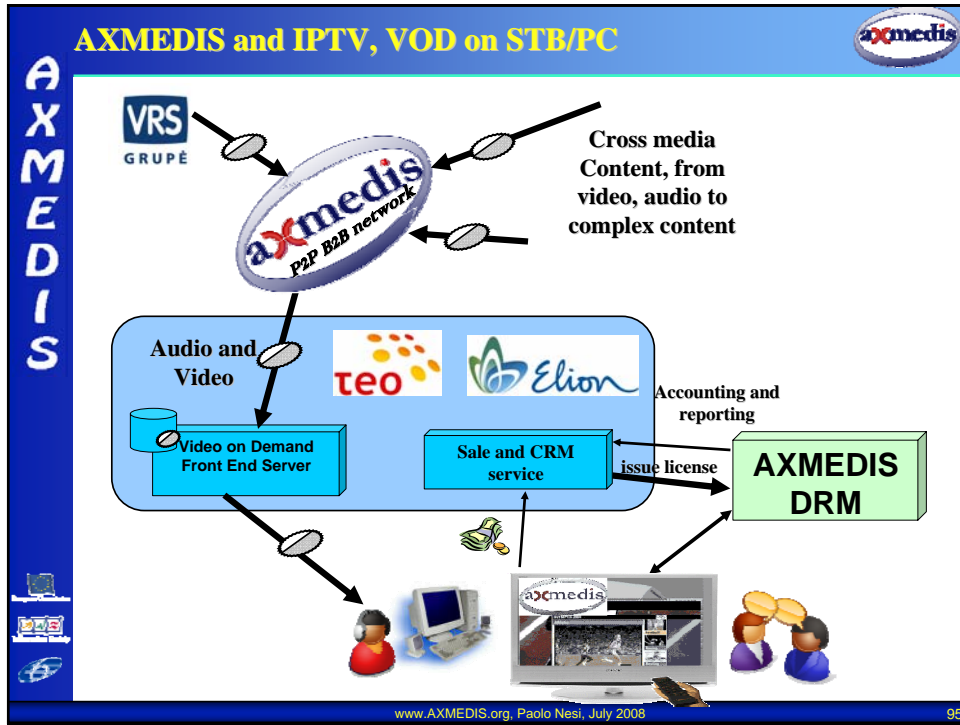 AXMEDIS and IPTV, VOD on STB/PC
axmedis
AXMEDIS
VRS
GRUPĖ
axmedis
P2P B2B network
Cross media
Content, from
video, audio to
complex content
Audio and
Video
teo
Elion
Accounting and
reporting
Video on Demand
Front End Server
Sale and CRM
service
issue license
AXMEDIS
DRM
axmedis
www.AXMEDIS.org, Paolo Nesi, July 2008
95